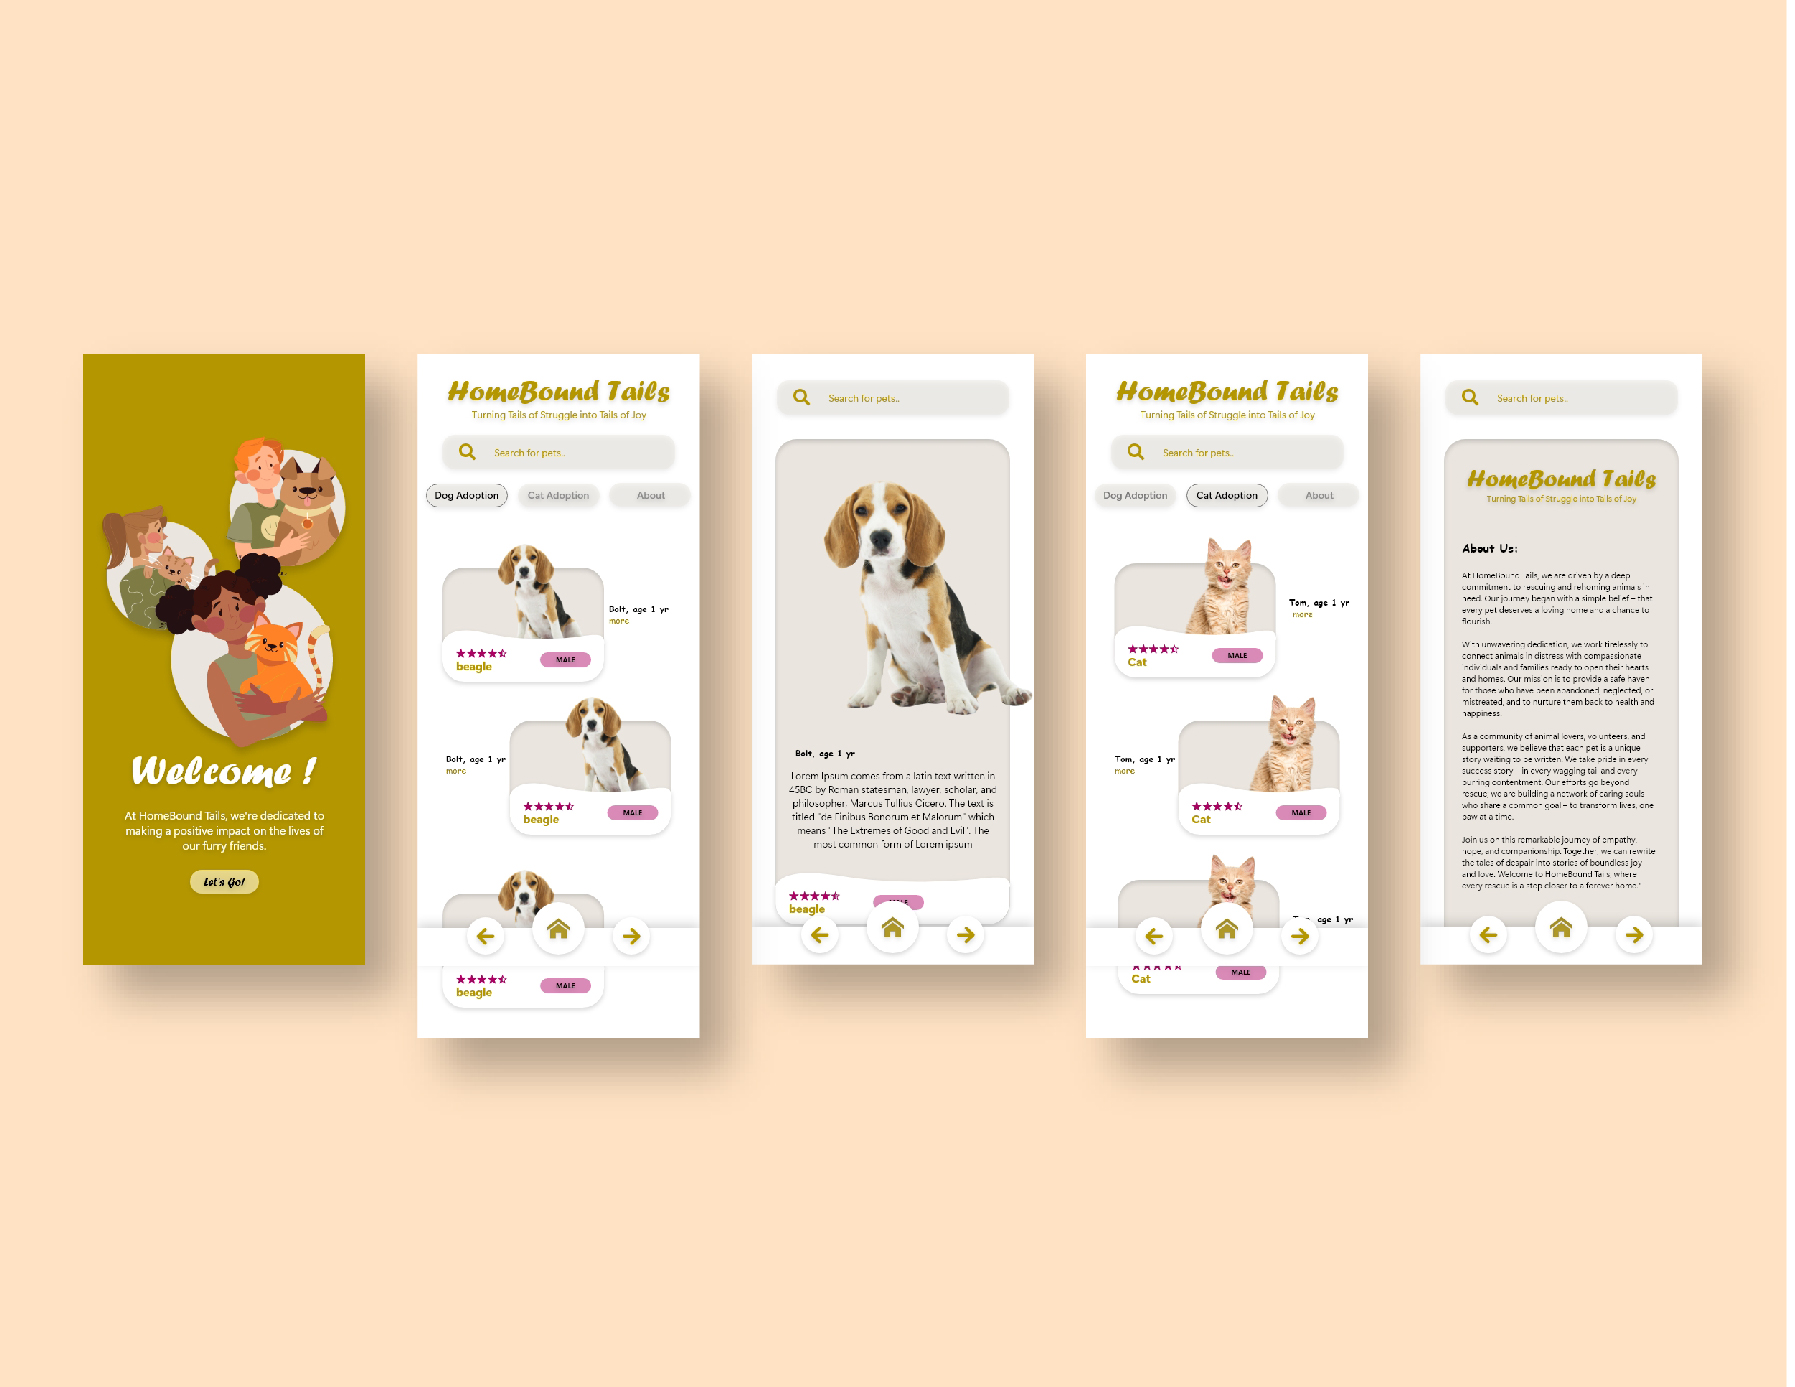 Welcome !
At HomeBound Tails, we're dedicated to
making a positive impact on the lives of
our furry friends.
Let's Go!
HomeBound Tails
Turning Tails of Struggle into Tails of Joy
Search for pets..
Dog Adoption
Cat Adoption
About
Bolt, age 1 yr
more
beagle
MALE
Bolt, age 1 yr
more
beagle
MALE
beagle
MALE
Search for pets..
Bolt, age 1 yr
Lorem Ipsum comes from a latin text written in
45BC by Roman statesman, lawyer, scholar, and
philosopher, Marcus Tullius Cicero. The text is
titled "de Finibus Bonorum et Malorum" which
means "The Extremes of Good and Evil". The
most common form of Lorem ipsum
beagle
HomeBound Tails
Turning Tails of Struggle into Tails of Joy
Search for pets..
Dog Adoption
Cat Adoption
About
Tom, age 1 yr
more
Cat
MALE
Tom, age 1 yr
more
Cat
MALE
age 1 yr
Cat
MALE
Search for pets..
HomeBound Tails
Turning Tails of Struggle into Tails of Joy
About Us:
At HomeBound Tails, we are driven by a deep
commitment to rescuing and rehoming animals in
need. Our journey began with a simple belief – that
every pet deserves a loving home and a chance to
flourish.
With unwavering dedication, we work tirelessly to
connect animals in distress with compassionate
individuals and families ready to open their hearts
and homes. Our mission is to provide a safe haven
for those who have been abandoned, neglected, or
mistreated, and to nurture them back to health and
happiness.
As a community of animal lovers, volunteers, and
supporters, we believe that each pet is a unique
story waiting to be written. We take pride in every
success story – in every wagging tail and every
purring contentment. Our efforts go beyond
rescue; we are building a network of caring souls
who share a common goal – to transform lives, one
paw at a time.
Join us on this remarkable journey of empathy,
hope, and companionship. Together, we can rewrite
the tales of despair into stories of boundless joy
and love. Welcome to HomeBound Tails, where
every rescue is a step closer to a forever home."